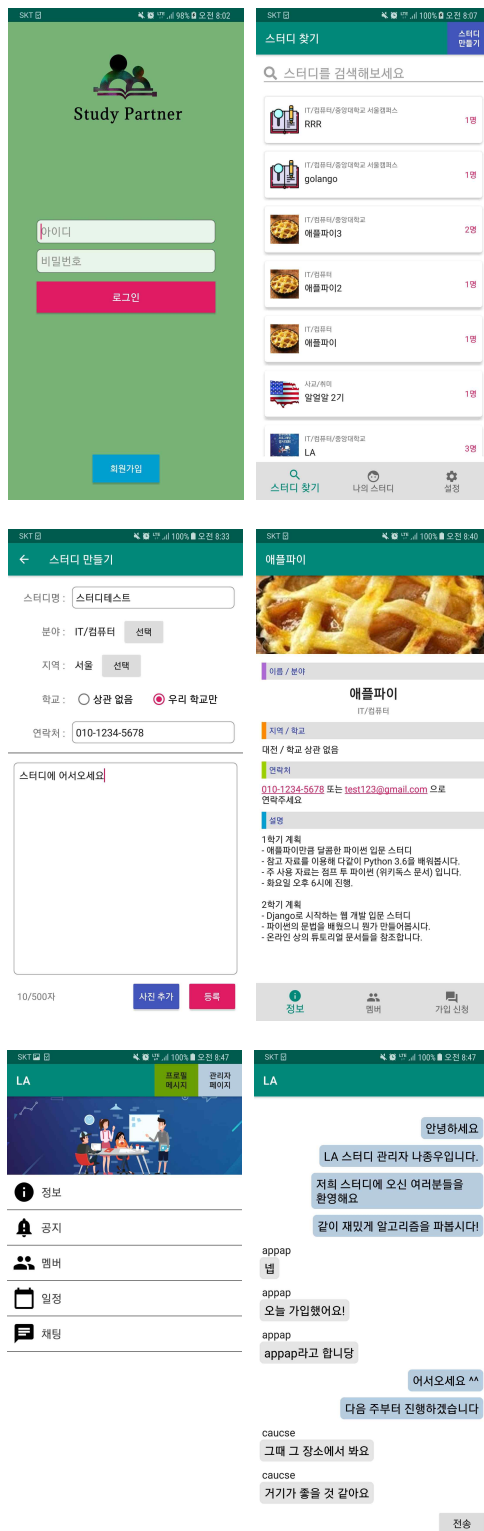 SKT 98% 오전 8:02
Study Partner
아이디
비밀번호
로그인
회원가입
SKT 100% 오전 8:07
스터디 찾기
스터디
만들기
스터디를 검색해보세요
IT/컴퓨터/중앙대학교 서울캠퍼스
RRR
1명
IT/컴퓨터/중앙대학교 서울캠퍼스
golango
1명
IT/컴퓨터/중앙대학교
애플파이3
2명
IT/컴퓨터
애플파이2
1명
IT/컴퓨터
애플파이
1명
사교/취미
알얼알 2기
1명
IT/컴퓨터/중앙대학교
LA
3명
스터디 찾기 나의 스터디 설정
SKT LTE 100% 오전 8:33
스터디 만들기
스터디명 : 스터디테스트
분야 : IT/컴퓨터 선택
지역 : 서울 선택
학교 : 상관 없음 우리 학교만
연락처 : 010-1234-5678
스터디에 어서오세요
10/500자 사진 추가 등록
SKT LTE 100% 오전 8:40
애플파이
이름 / 분야
애플파이
IT/컴퓨터
지역 / 학교
대전 / 학교 상관 없음
연락처
010-1234-5678 또는 test123@gmail.com 으로
연락주세요
설명
1학기 계획
- 애플파이만큼 달콤한 파이썬 입문 스터디
- 참고 자료를 이용해 다같이 Python 3.6을 배워봅시다.
- 주 사용 자료는 점프 투 파이썬 (위키독스 문서) 입니다.
- 화요일 오후 6시에 진행.
2학기 계획
- Django로 시작하는 웹 개발 입문 스터디
- 파이썬의 문법을 배웠으니 뭔가 만들어봅시다.
- 온라인 상의 튜토리얼 문서들을 참조합니다.
정보 멤버 가입 신청
SKT LTE 100% 오전 8:47
LA
프로필
메시지
관리자
페이지
정보
공지
멤버
일정
채팅
SKT LTE 100% 오전 8:47
LA
안녕하세요
LA 스터디 관리자 나종우입니다.
저희 스터디에 오신 여러분들을
환영해요
같이 재밌게 알고리즘을 파봅시다!
appap
넵
appap
오늘 가입했어요!
appap
appap라고 합니당
어서오세요 ^^
다음 주부터 진행하겠습니다
caucse
그때 그 장소에서 봐요
caucse
거기가 좋을 것 같아요
전송